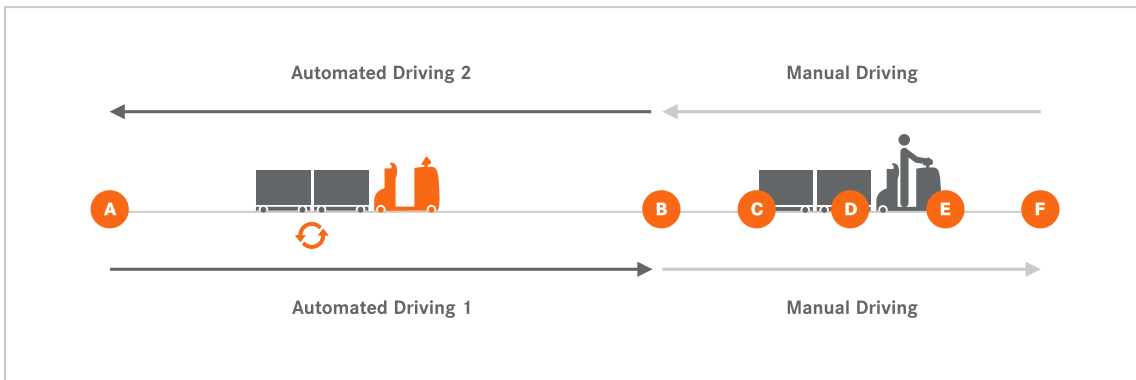 Automated Driving 2
Manual Driving
A
B
C
D
E
F
Automated Driving 1
Manual Driving